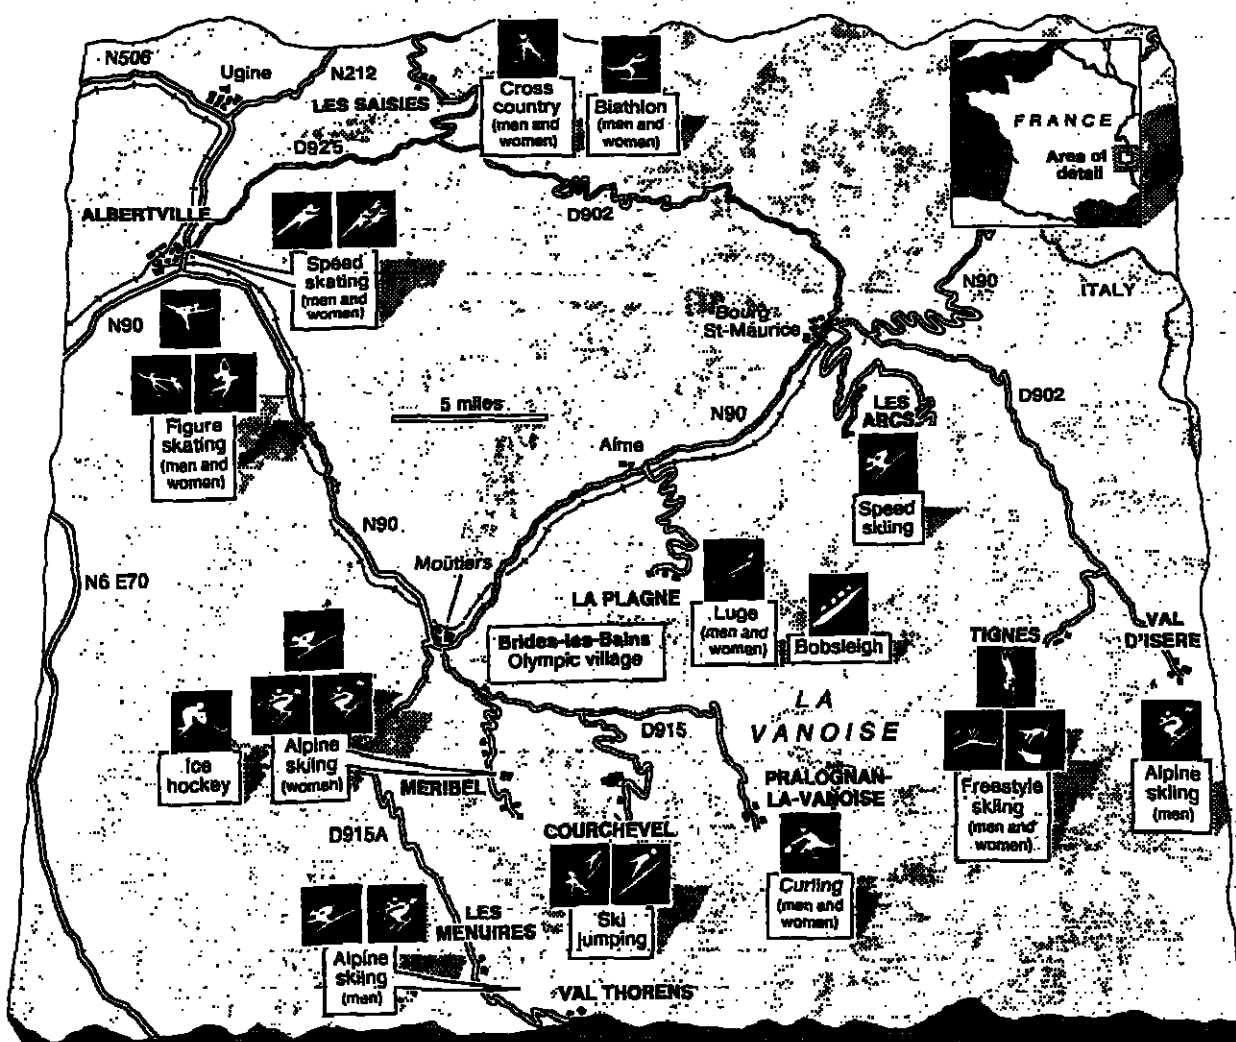 N506
Ugine
N212
LES SAISIES
Cross
country
(men and
women)
Biathlon
(men and
women)
FRANCE
Area of
detail
D925
D902
ALBERTVILLE
Speed
skating
(men and
women)
N90
N90
ITALY
Bourg
St-Maurice
Figure
skating
(men and
women)
5 miles
N90
LES
ARCS
D902
Aime
Speed
skiing
N90
Moûtiers
N6 E70
LA PLAGNE
Luge
(men and
women)
Bobsleigh
Brides-les-Bains
Olympic village
TIGNES
VAL
D'ISERE
LA
VANOISE
D915
Ice
hockey
Alpine
skiing
(women)
MERIBEL
PRALOGNAN-
LA-VANOISE
Freestyle
skiing
(men and
women)
Alpine
skiing
(men)
D915A
COURCHEVEL
Ski
jumping
Curling
(men and
women)
LES
MENUIRES
Alpine
skiing
(men)
VAL THORENS